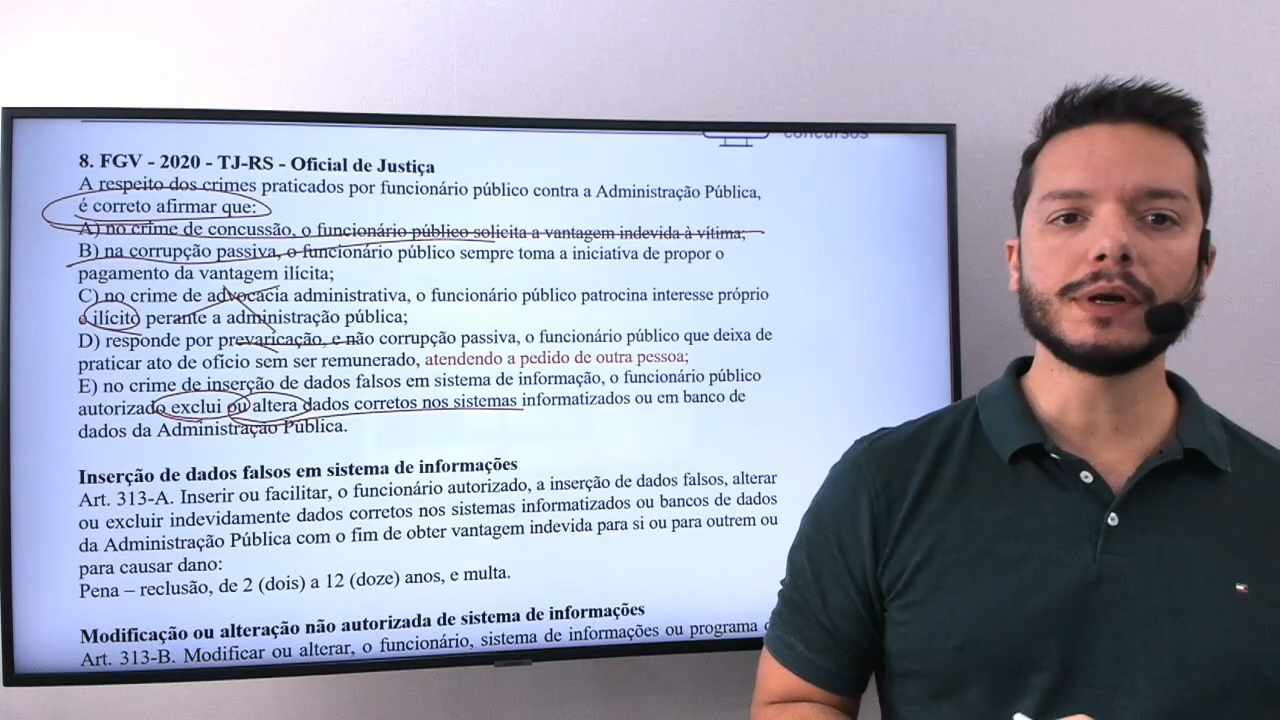 concursos
8. FGV - 2020 - TJ-RS - Oficial de Justiça
A respeito dos crimes praticados por funcionário público contra a Administração Pública,
é correto afirmar que:
A) no crime de concussão, o funcionário público solicita a vantagem indevida à vítima;
B) na corrupção passiva, o funcionário público sempre toma a iniciativa de propor o
pagamento da vantagem ilícita;
C) no crime de advocacia administrativa, o funcionário público patrocina interesse próprio
e ilícito perante a administração pública;
D) responde por prevaricação, e não corrupção passiva, o funcionário público que deixa de
praticar ato de ofício sem ser remunerado, atendendo a pedido de outra pessoa;
E) no crime de inserção de dados falsos em sistema de informação, o funcionário público
autorizado exclui ou altera dados corretos nos sistemas informatizados ou em banco de
dados da Administração Pública.
Inserção de dados falsos em sistema de informações
Art. 313-A. Inserir ou facilitar, o funcionário autorizado, a inserção de dados falsos, alterar
ou excluir indevidamente dados corretos nos sistemas informatizados ou bancos de dados
da Administração Pública com o fim de obter vantagem indevida para si ou para outrem ou
para causar dano:
Pena – reclusão, de 2 (dois) a 12 (doze) anos, e multa.
Modificação ou alteração não autorizada de sistema de informações
Art. 313-B. Modificar ou alterar, o funcionário, sistema de informações ou programa